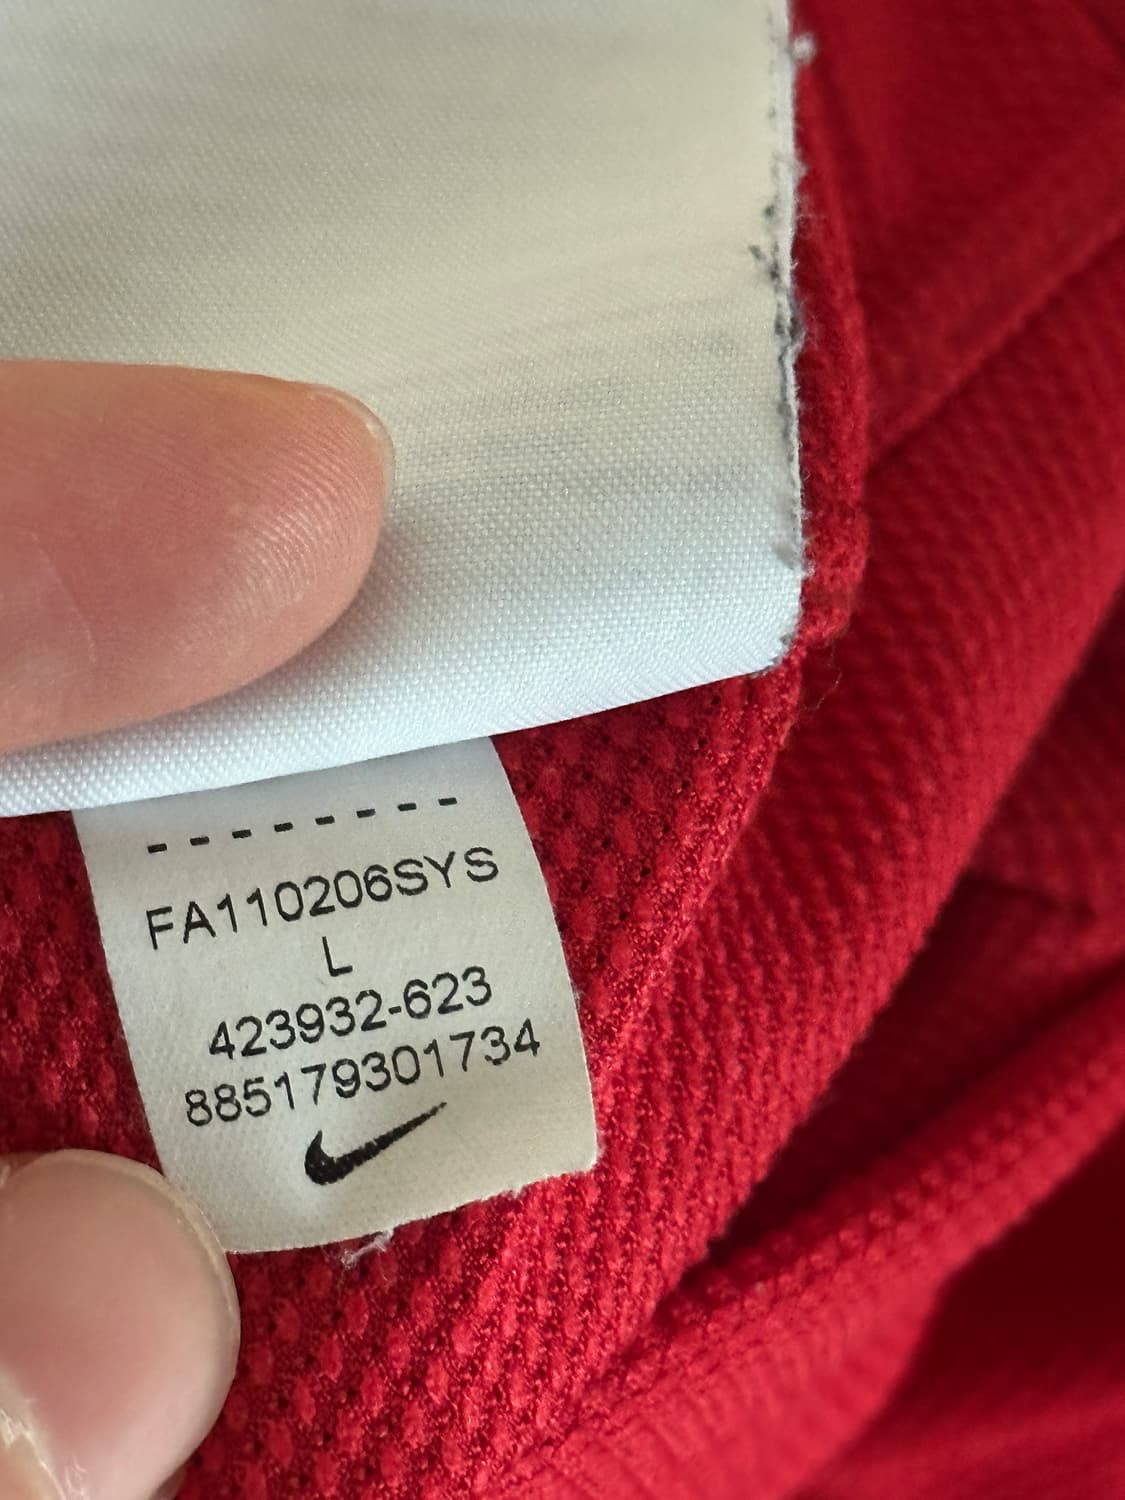 --------
FA110206SYS
L
423932-623
885179301734